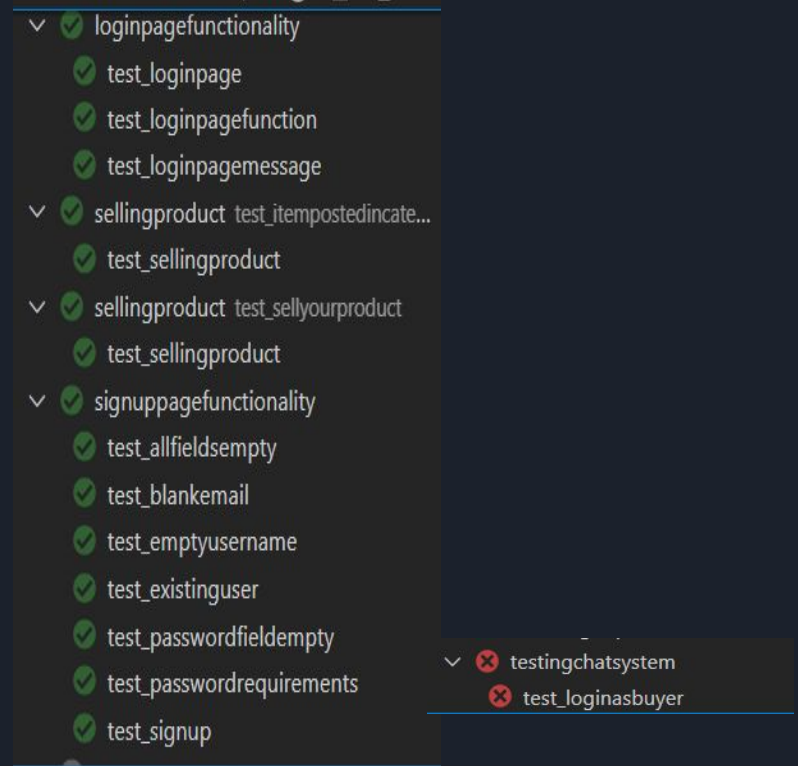 loginpagefunctionality
test_loginpage
test_loginpagefunction
test_loginpagemessage
sellingproduct test_itempostedincate...
test_sellingproduct
sellingproduct test_sellyourproduct
test_sellingproduct
signuppagefunctionality
test_allfieldsempty
test_blankemail
test_emptyusername
test_existinguser
test_passwordfieldempty
test_passwordrequirements
test_signup
testingchatsystem
test_loginasbuyer